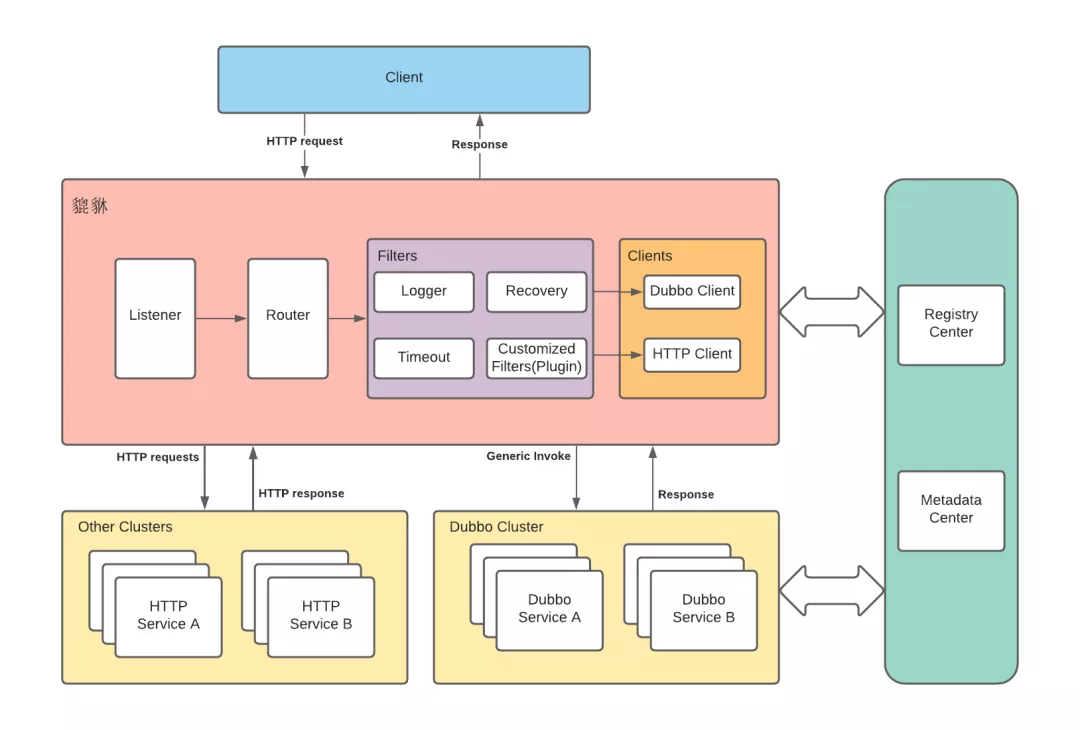 Client
HTTP request
Response
貔貅
Filters
Clients
Listener
Router
Logger
Recovery
Dubbo Client
Timeout
Customized
Filters(Plugin)
HTTP Client
Registry
Center
HTTP requests
HTTP response
Generic Invoke
Response
Metadata
Center
Other Clusters
HTTP
Service A
HTTP
Service B
Dubbo Cluster
Dubbo
Service A
Dubbo
Service B